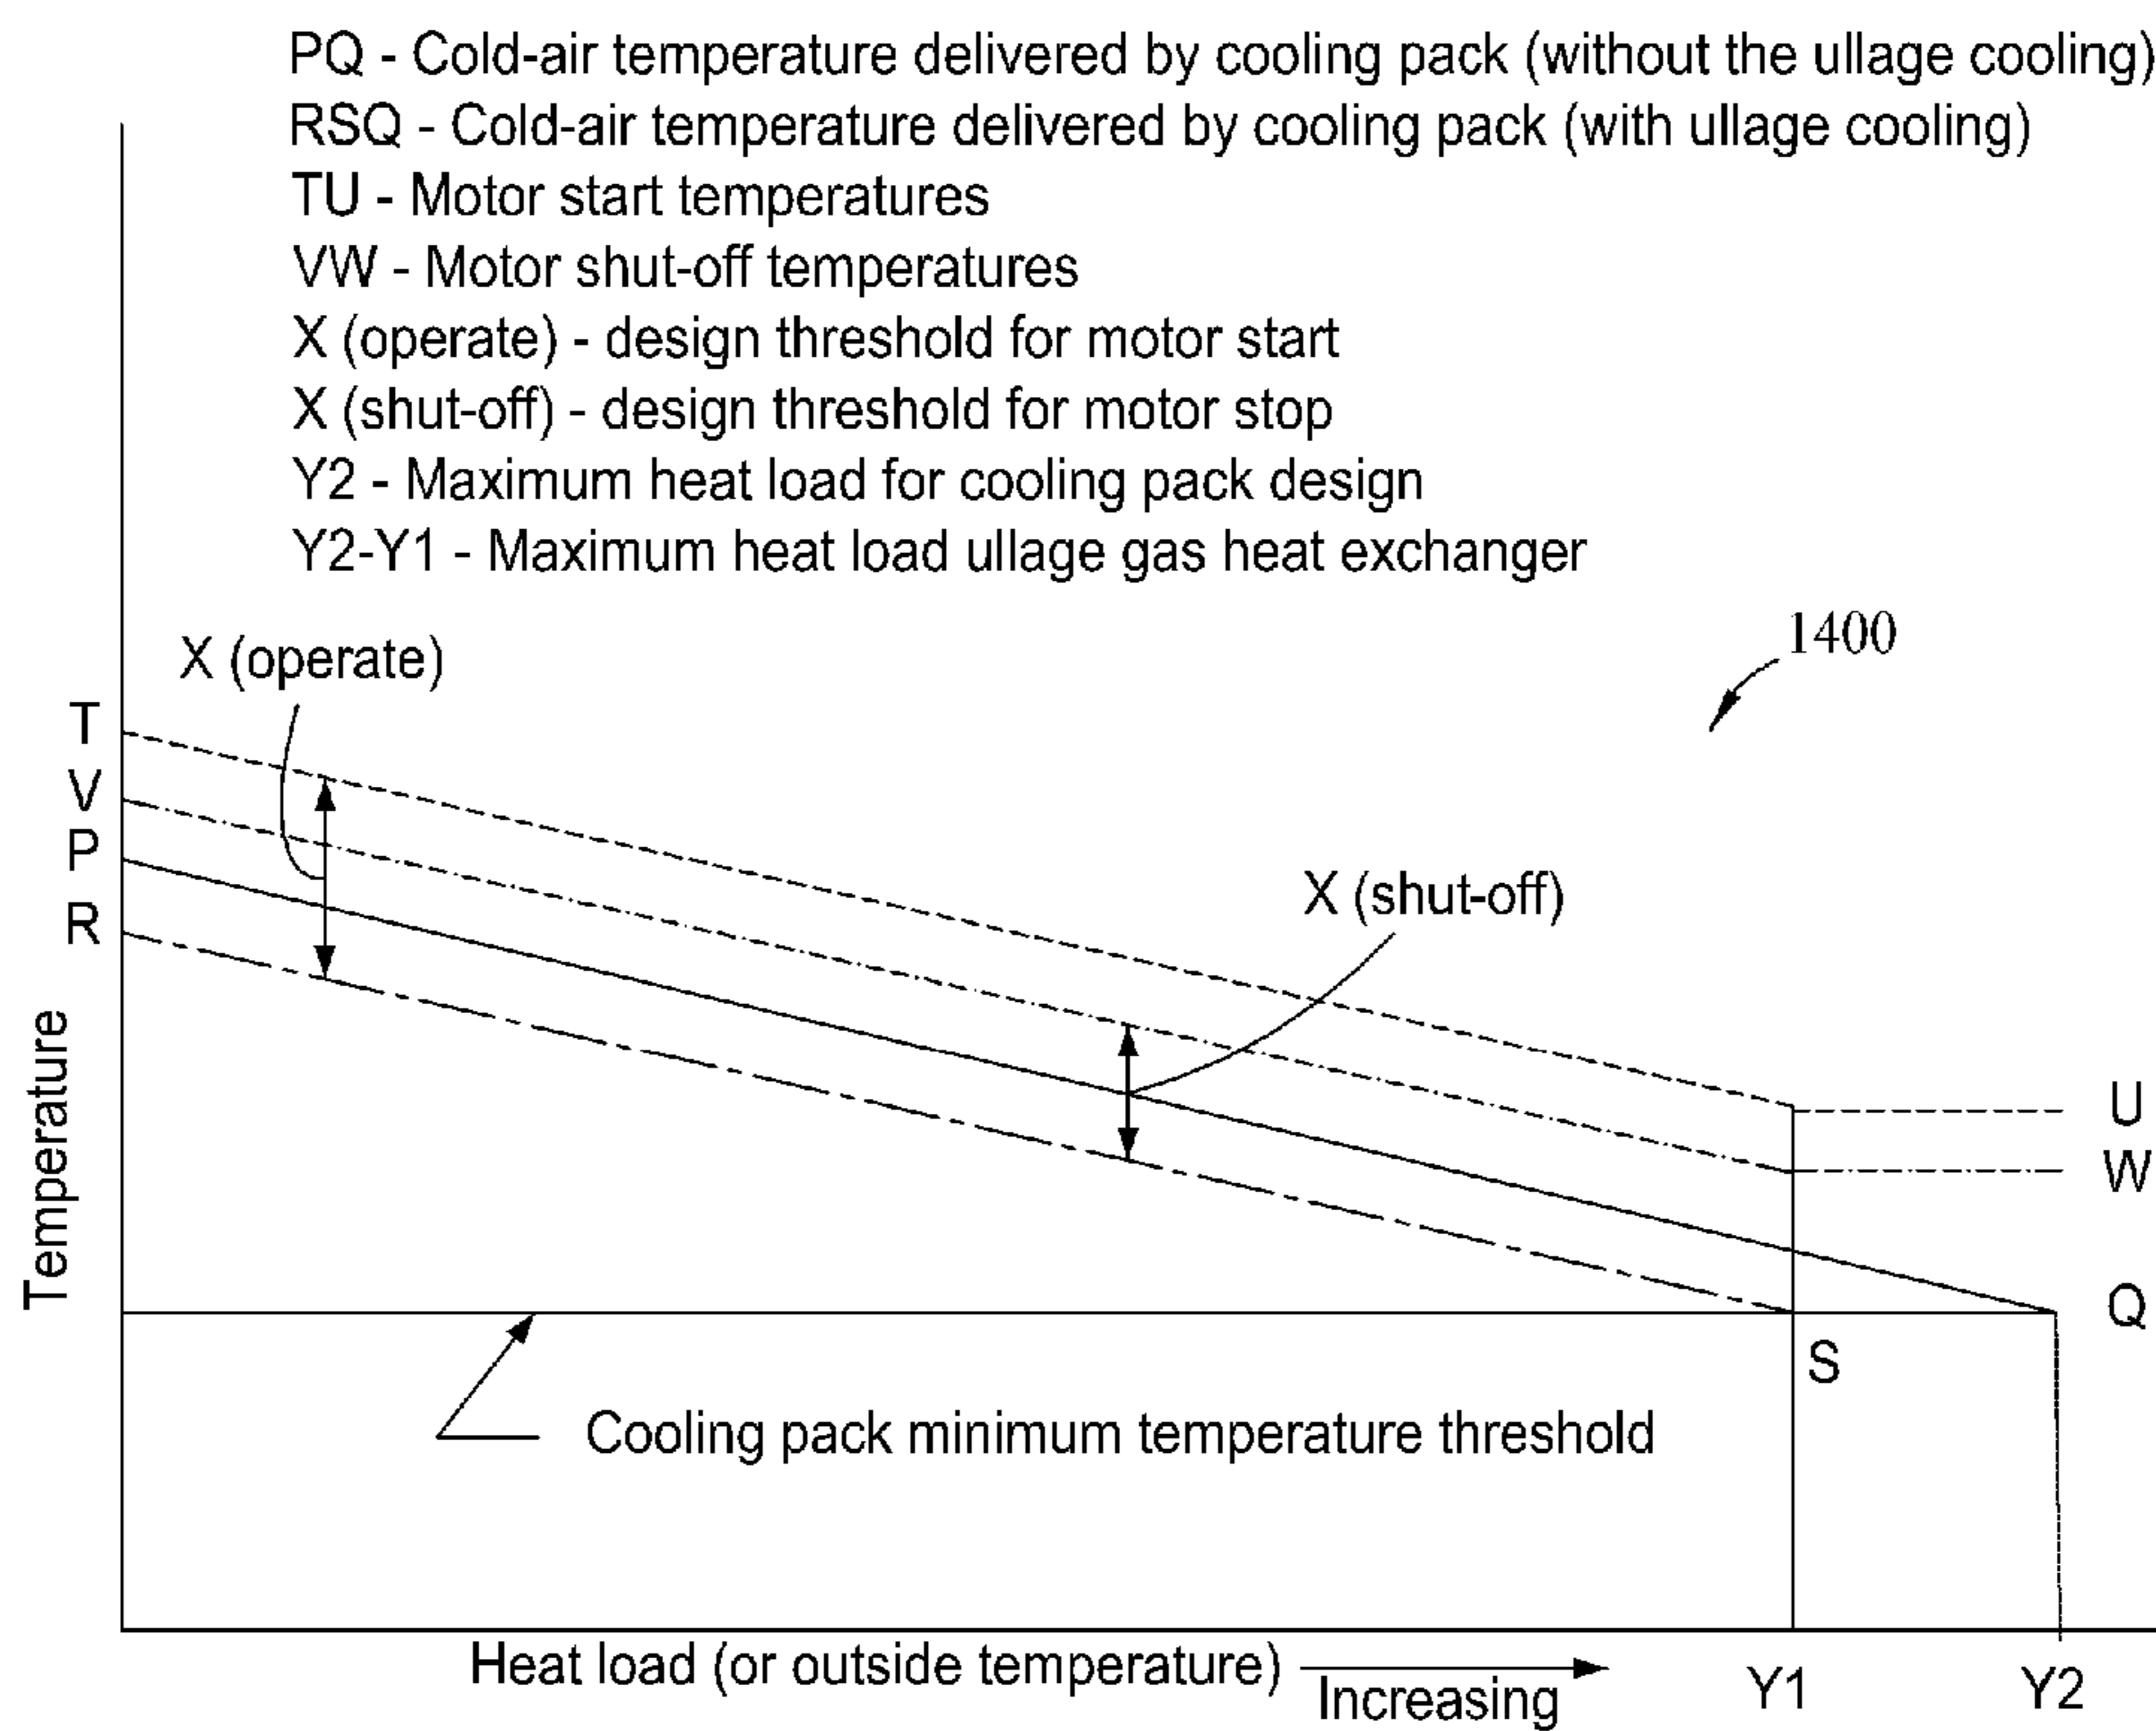 PQ - Cold-air temperature delivered by cooling pack (without the ullage cooling)
RSQ - Cold-air temperature delivered by cooling pack (with ullage cooling)
TU - Motor start temperatures
VW - Motor shut-off temperatures
X (operate) - design threshold for motor start
X (shut-off) - design threshold for motor stop
Y2 - Maximum heat load for cooling pack design
Y2-Y1 - Maximum heat load ullage gas heat exchanger
1400
X (operate)
T
V
P
R
X (shut-off)
Temperature
U
W
Q
S
Cooling pack minimum temperature threshold
Heat load (or outside temperature)
Increasing
Y1
Y2